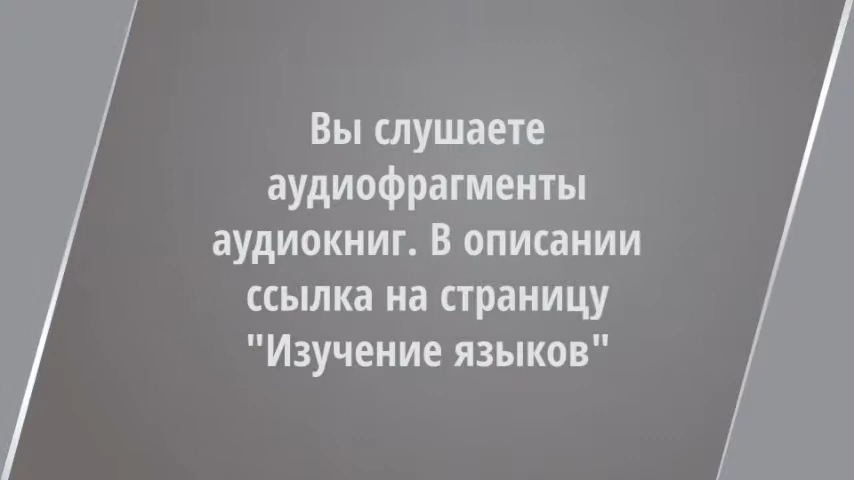 Вы слушаете
аудиофрагменты
аудиокниг. В описании
ссылка на страницу
"Изучение языков"